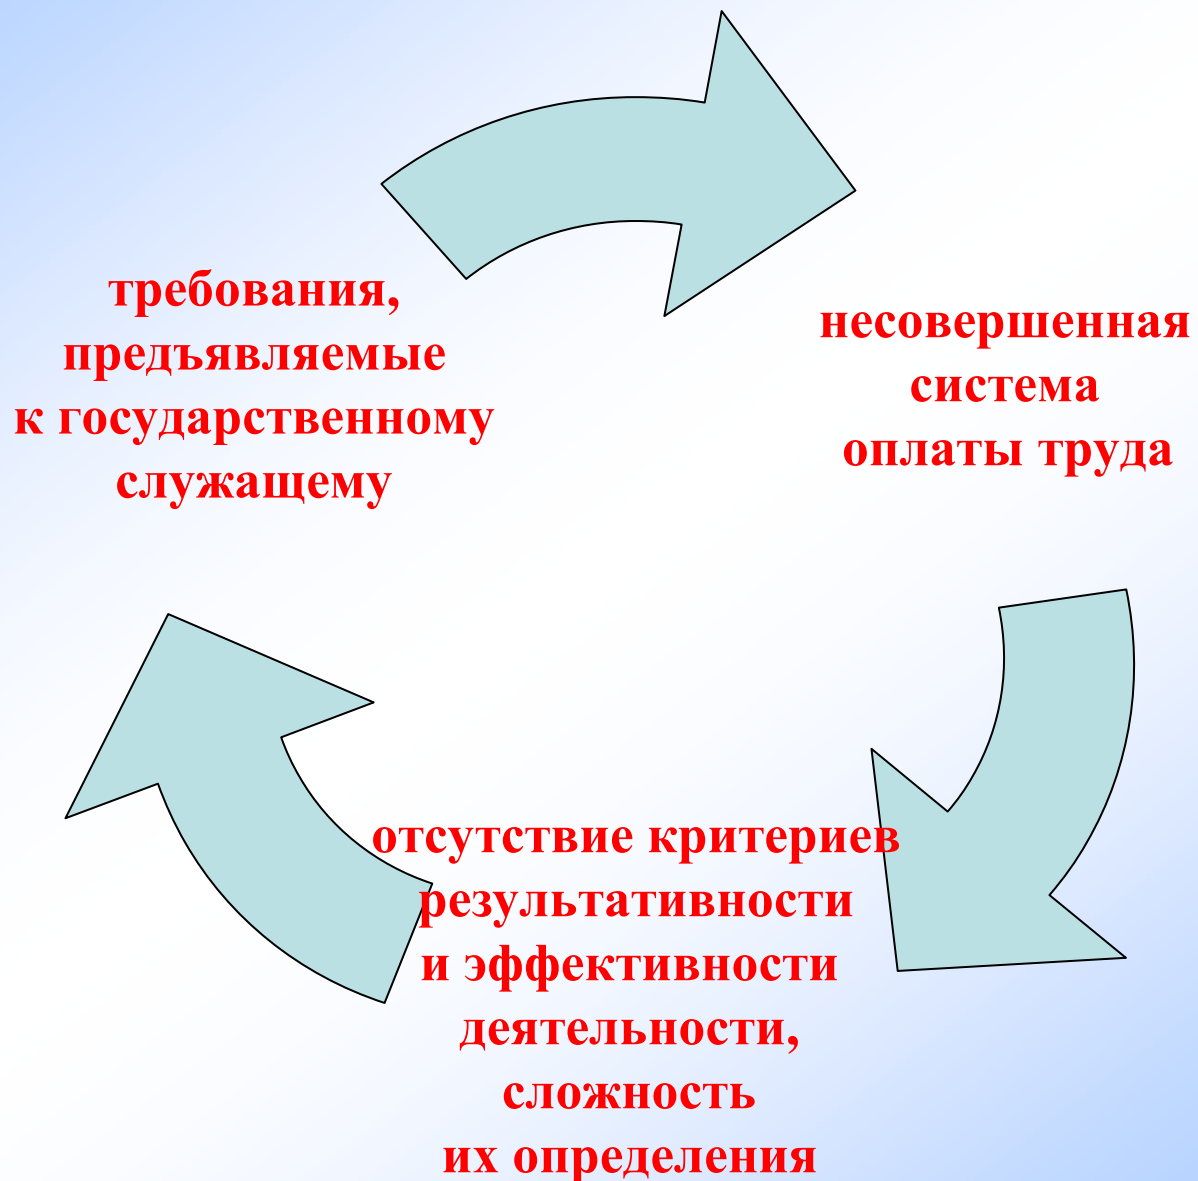 требования,
предъявляемые
к государственному
служащему
несовершенная
система
оплаты труда
отсутствие критериев
результативности
и эффективности
деятельности,
сложность
их определения